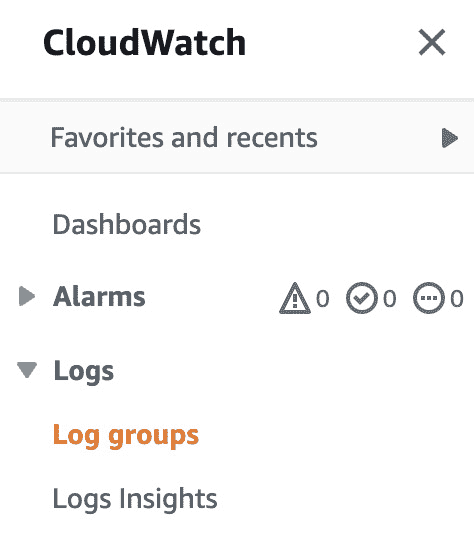 CloudWatch
Favorites and recents
Dashboards
Alarms 0 0 0
Logs
Log groups
Logs Insights